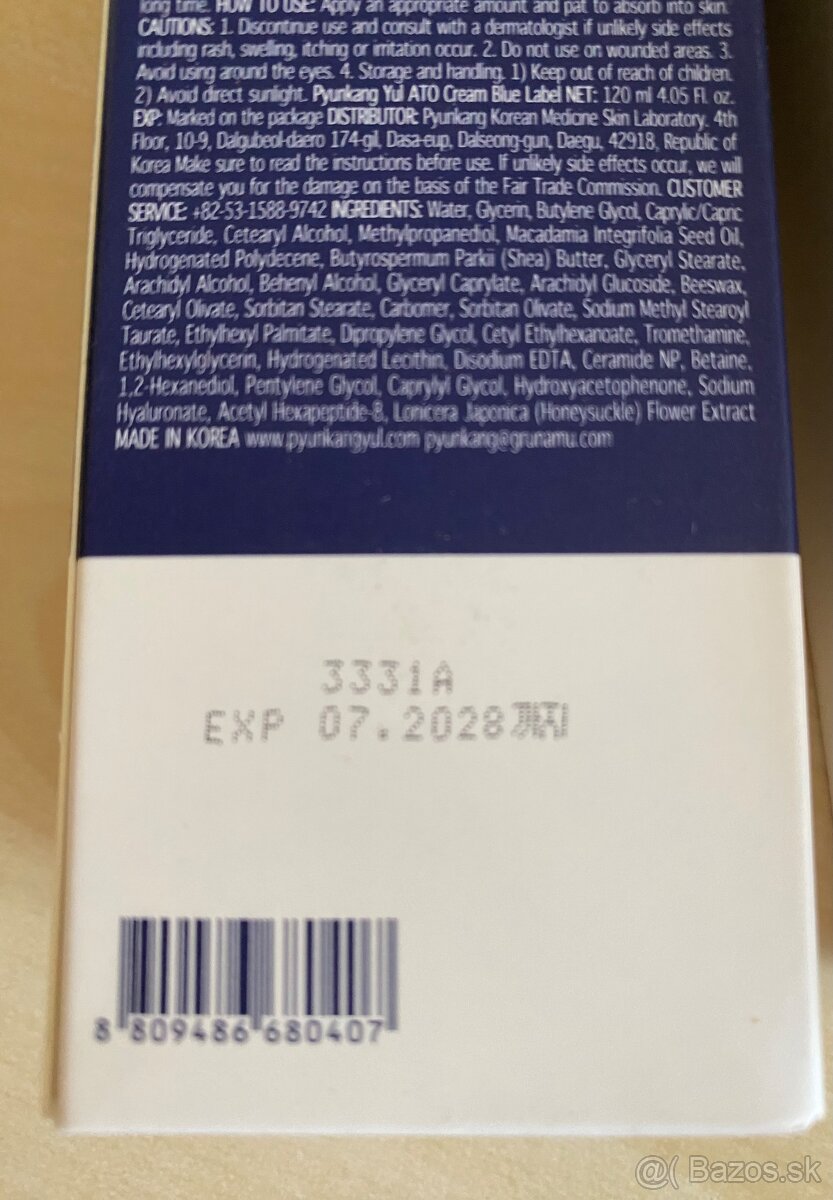 long time. HOW TO USE: Apply an appropriate amount and pat to absorb into skin.
CAUTIONS: 1. Discontinue use and consult with a dermatologist if unlikely side effects
including rash, swelling, itching or irritation occur. 2. Do not use on wounded areas. 3.
Avoid using around the eyes. 4. Storage and handling. 1) Keep out of reach of children.
2) Avoid direct sunlight. Pyunkang Yul ATO Cream Blue Label NET: 120 ml 4.05 Fl. oz.
EXP: Marked on the package DISTRIBUTOR: Pyunkang Korean Medicine Skin Laboratory. 4th
Floor, 10-9, Dalgubeol-daero 174-gil, Dasa-eup, Dalseong-gun, Daegu, 42918, Republic of
Korea Make sure to read the instructions before use. If unlikely side effects occur, we will
compensate you for the damage on the basis of the Fair Trade Commission. CUSTOMER
SERVICE: +82-53-1588-9742 INGREDIENTS: Water, Glycerin, Butylene Glycol, Caprylic/Capric
Triglyceride, Cetearyl Alcohol, Methylpropanediol, Macadamia Integrifolia Seed Oil,
Hydrogenated Polydecene, Butyrospermum Parkii (Shea) Butter, Glyceryl Stearate,
Arachidyl Alcohol, Behenyl Alcohol, Glyceryl Caprylate, Arachidyl Glucoside, Beeswax,
Cetearyl Olivate, Sorbitan Stearate, Carbomer, Sorbitan Olivate, Sodium Methyl Stearoyl
Taurate, Ethylhexyl Palmitate, Dipropylene Glycol, Cetyl Ethylhexanoate, Tromethamine,
Ethylhexylglycerin, Hydrogenated Lecithin, Disodium EDTA, Ceramide NP, Betaine,
1,2-Hexanediol, Pentylene Glycol, Caprylyl Glycol, Hydroxyacetophenone, Sodium
Hyaluronate, Acetyl Hexapeptide-8, Lonicera Japonica (Honeysuckle) Flower Extract
MADE IN KOREA www.pyunkangyul.com pyunkang@grunamu.com
3331A
EXP 07.2028까지
8 809486 680407
@( Bazos.sk